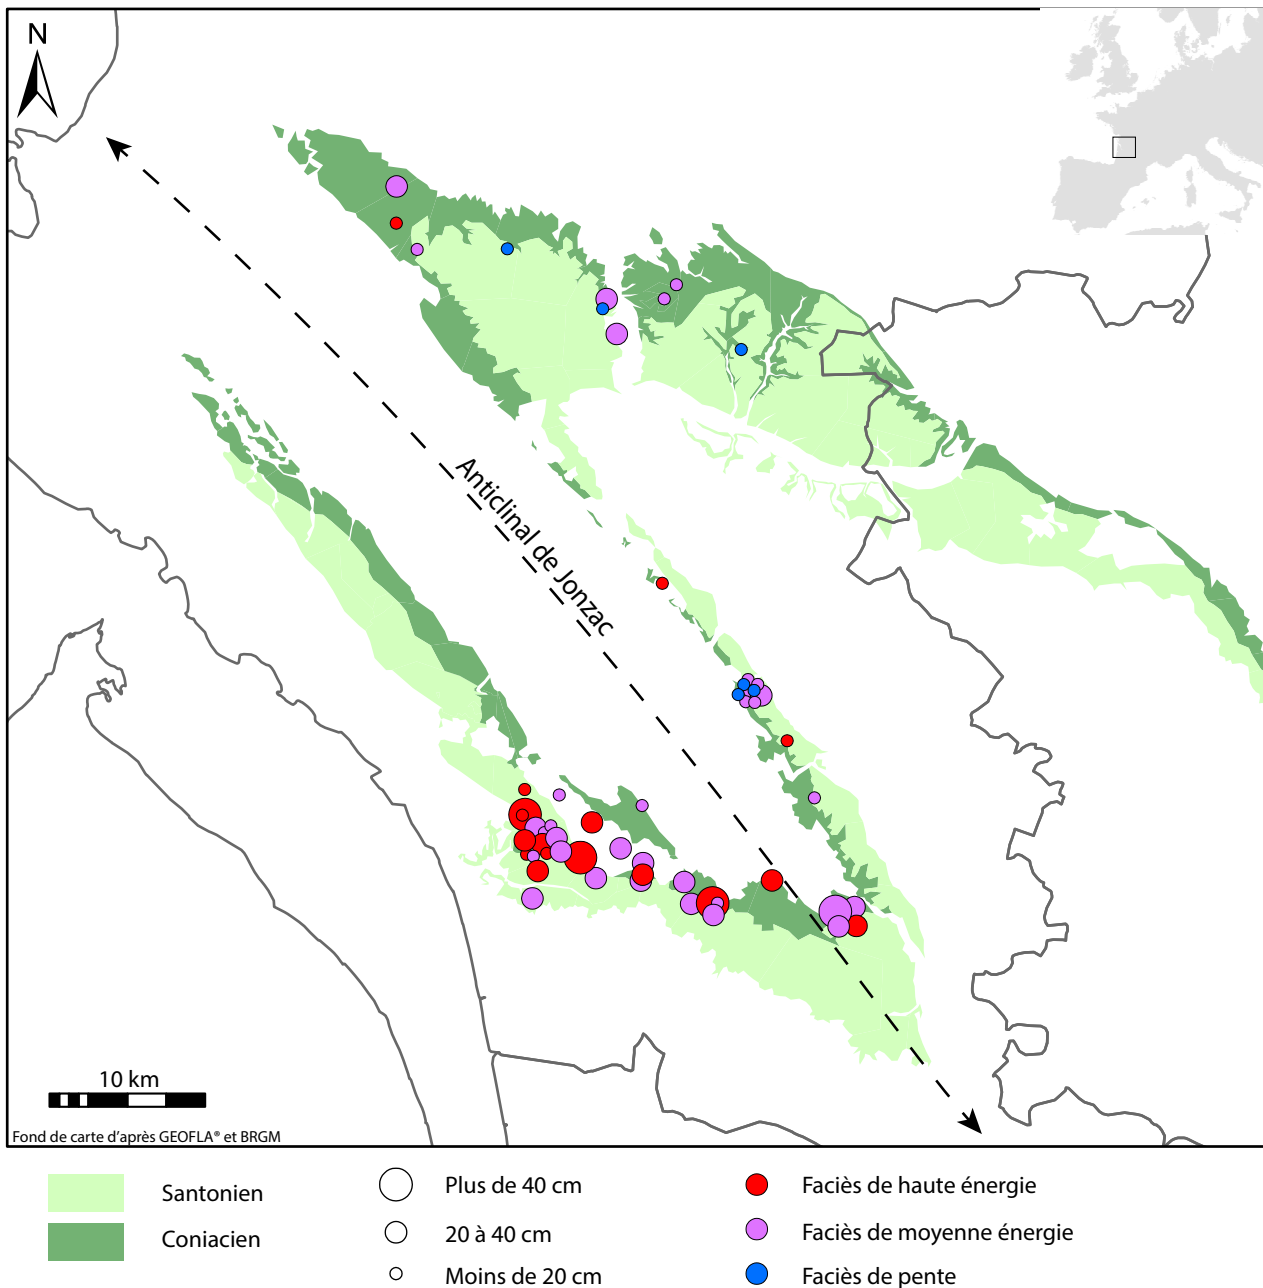 N
Anticlinal de Jonzac
10 km
Fond de carte d'après GEOFLA® et BRGM
Santonien
Coniacien
Plus de 40 cm
20 à 40 cm
Moins de 20 cm
Faciès de haute énergie
Faciès de moyenne énergie
Faciès de pente